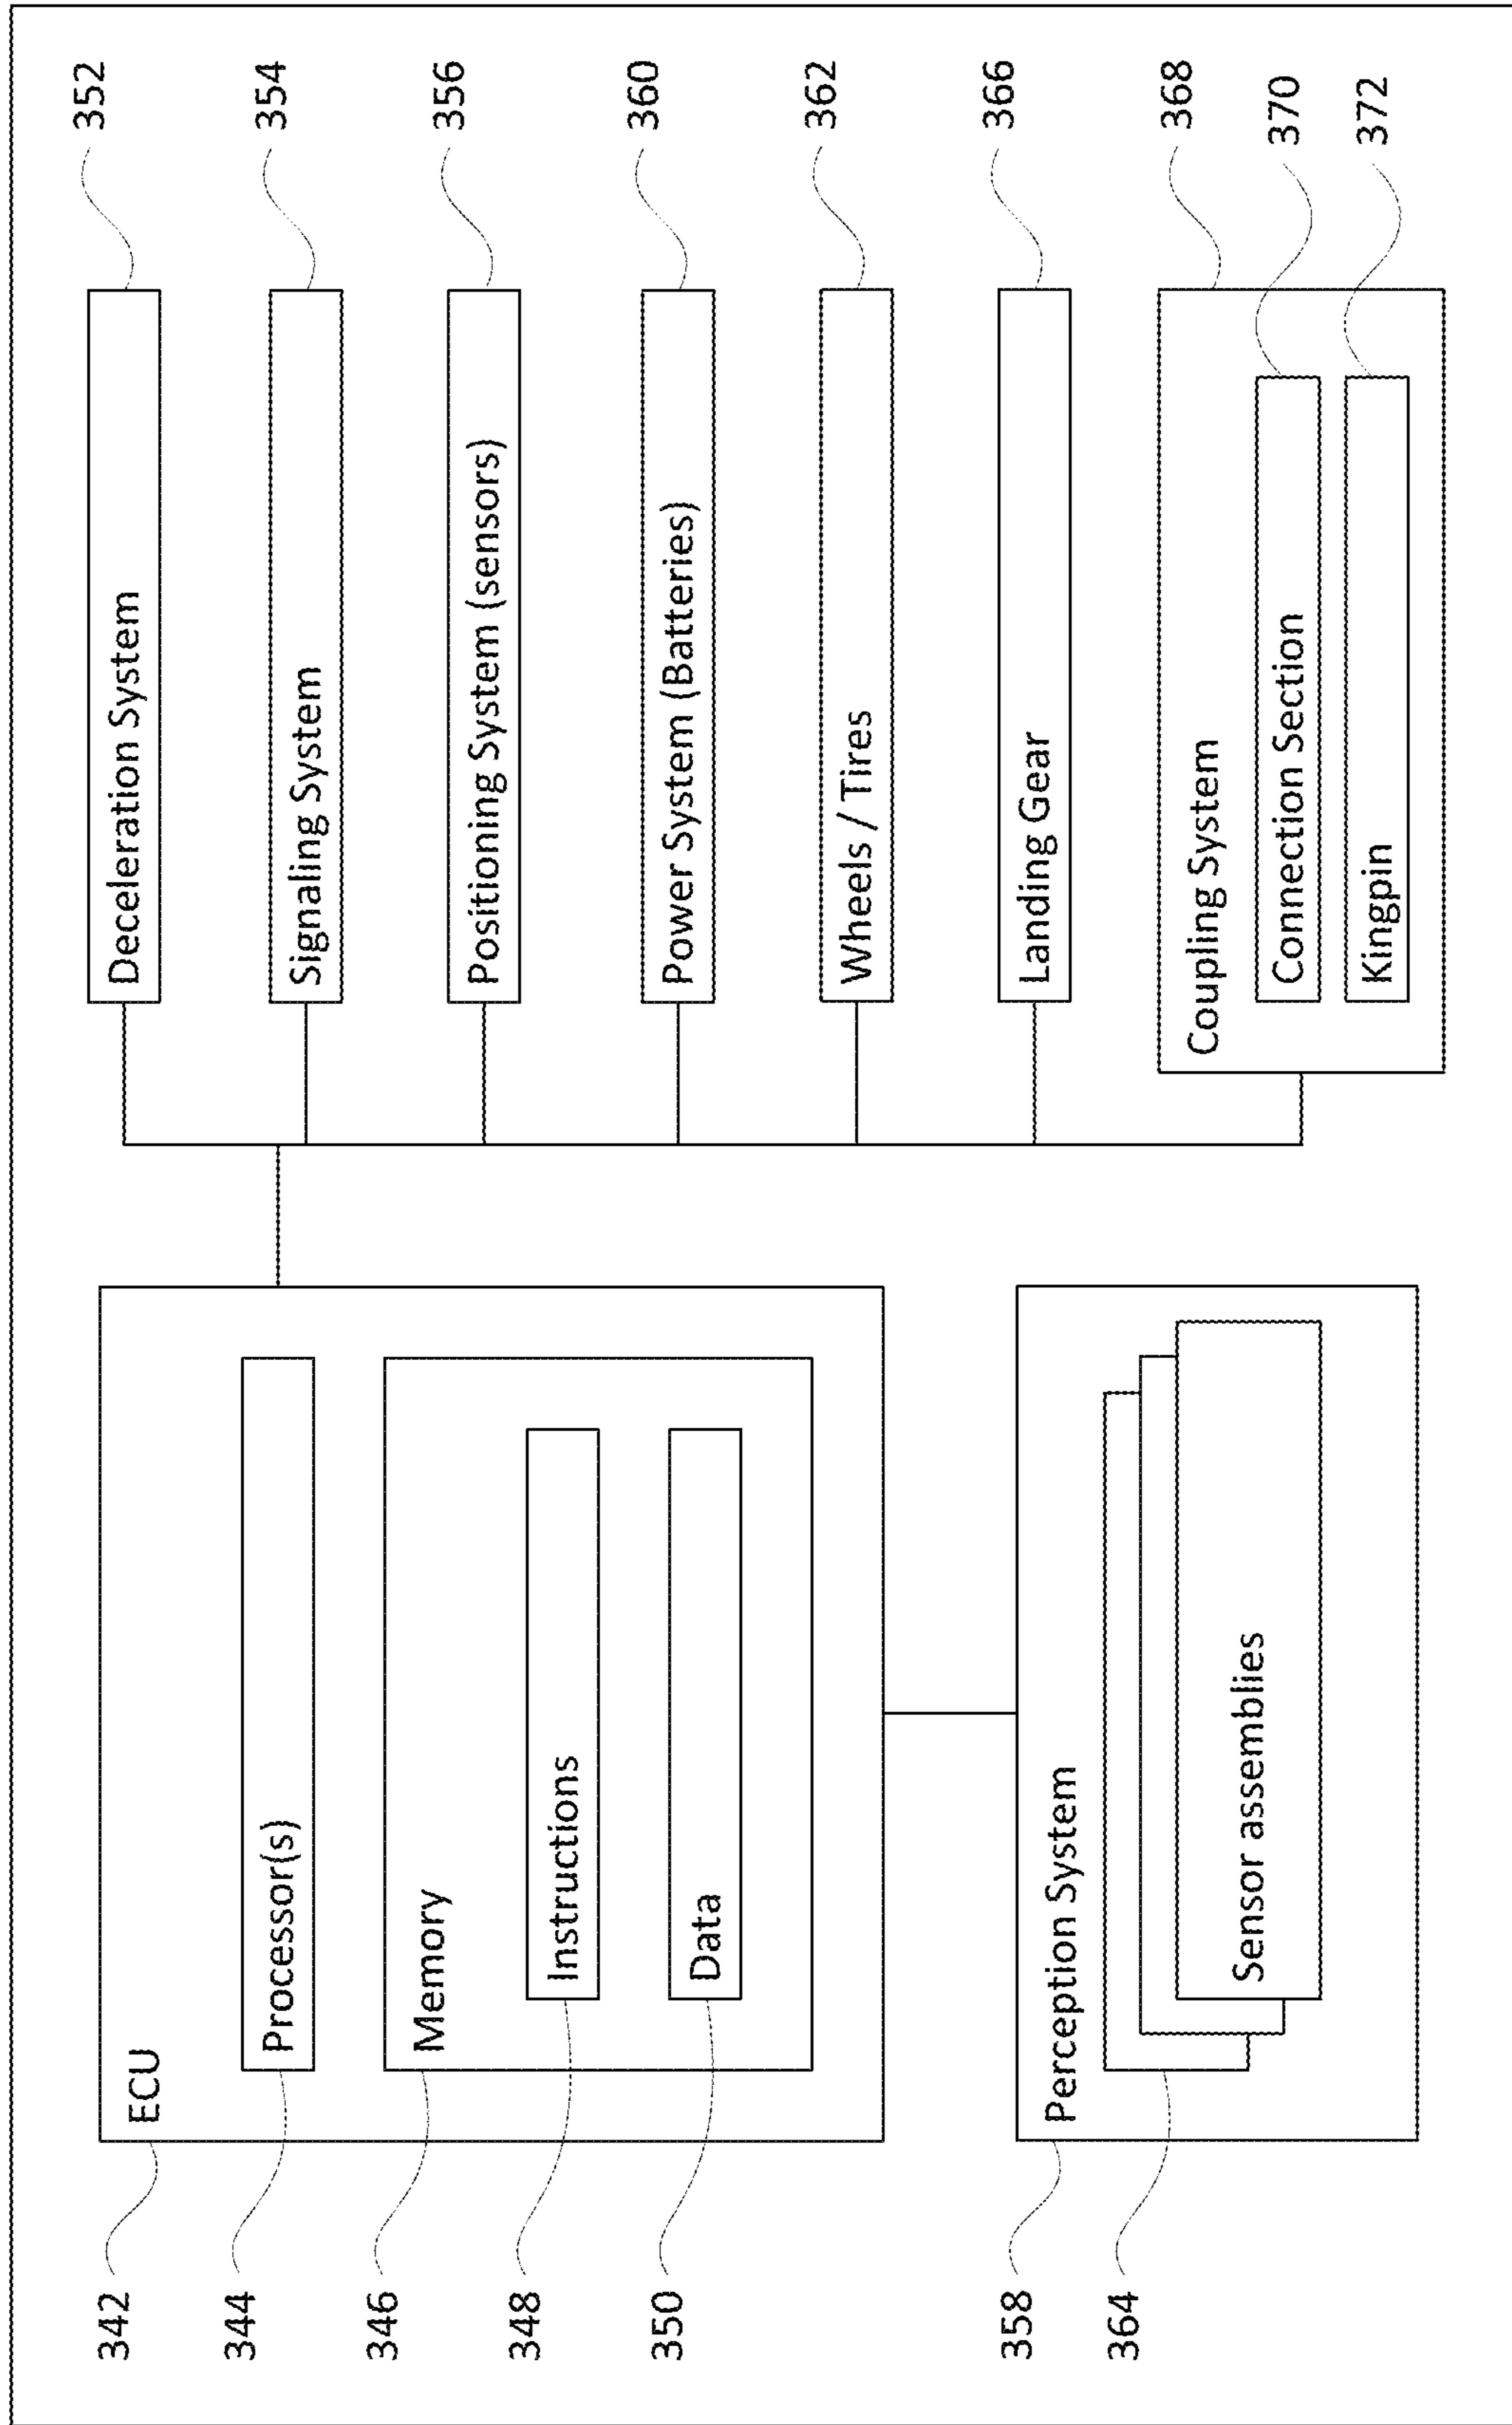 342
ECU
344
Processor(s)
346
Memory
348
Instructions
350
Data
358
Perception System
364
Sensor assemblies
Deceleration System
352
Signaling System
354
Positioning System (sensors)
356
Power System (Batteries)
360
Wheels / Tires
362
Landing Gear
366
Coupling System
368
Connection Section
370
Kingpin
372